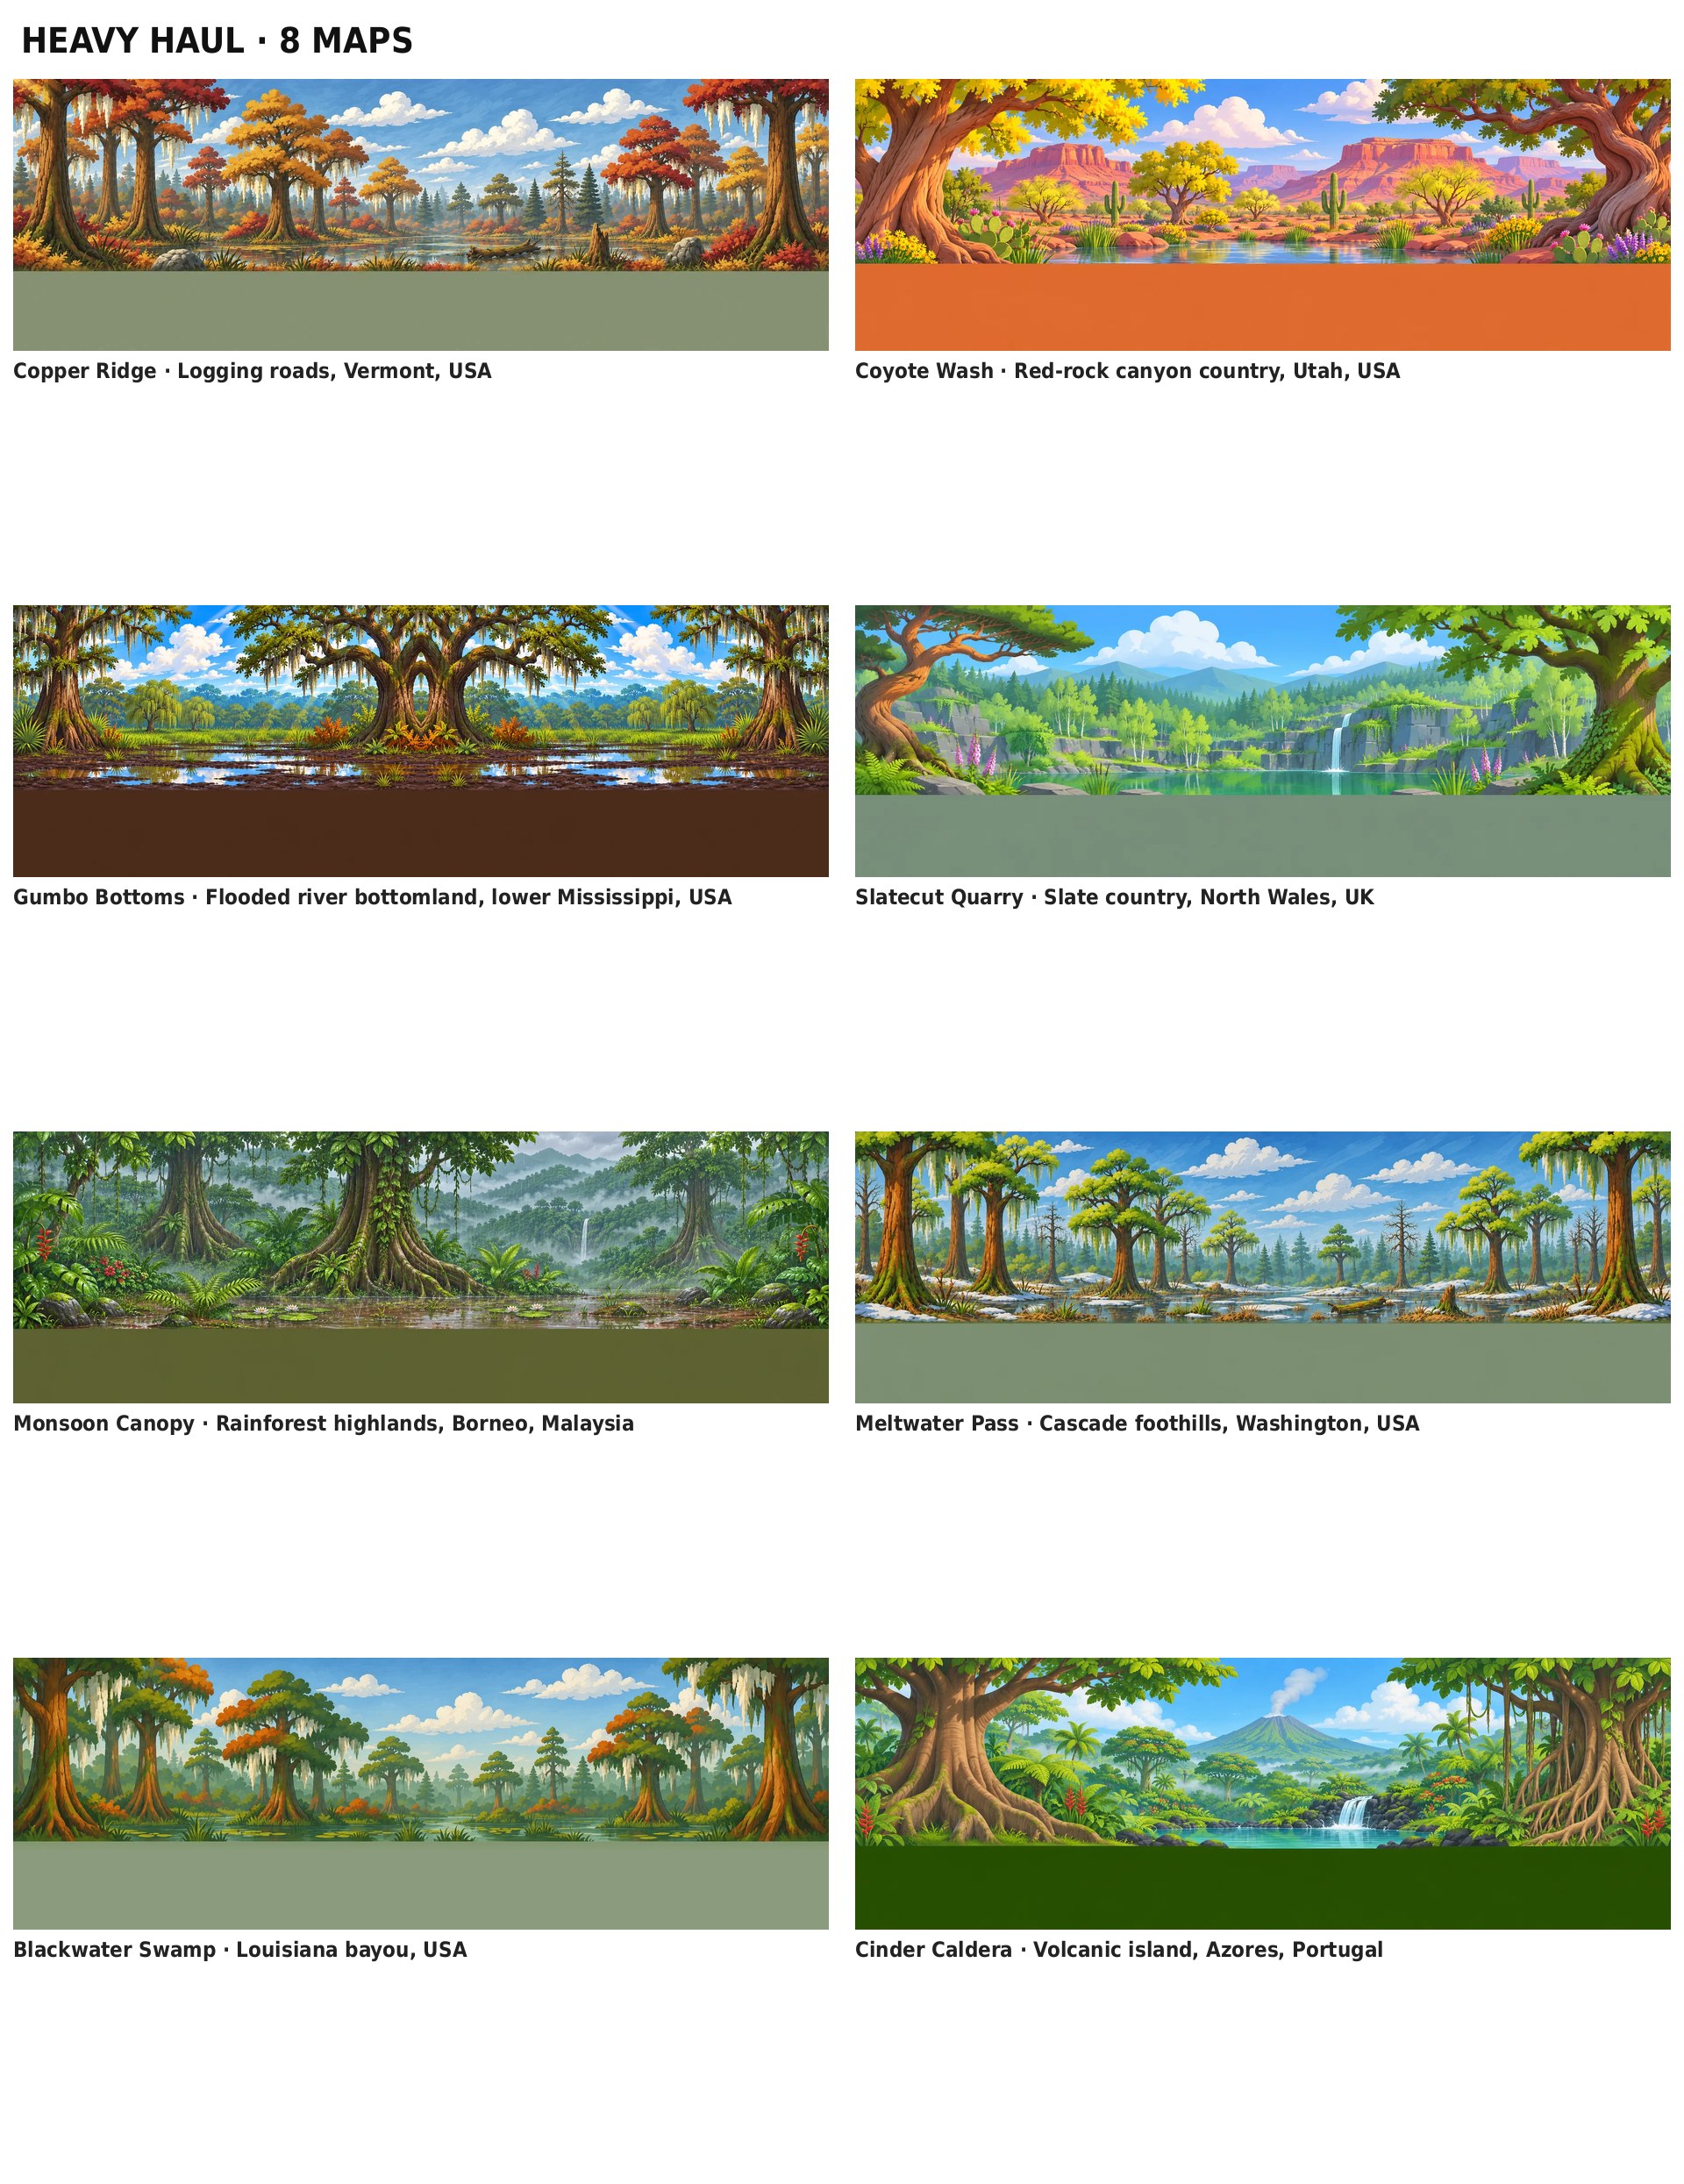 HEAVY HAUL · 8 MAPS
Copper Ridge · Logging roads, Vermont, USA
Coyote Wash · Red-rock canyon country, Utah, USA
Gumbo Bottoms · Flooded river bottomland, lower Mississippi, USA
Slatecut Quarry · Slate country, North Wales, UK
Monsoon Canopy · Rainforest highlands, Borneo, Malaysia
Meltwater Pass · Cascade foothills, Washington, USA
Blackwater Swamp · Louisiana bayou, USA
Cinder Caldera · Volcanic island, Azores, Portugal